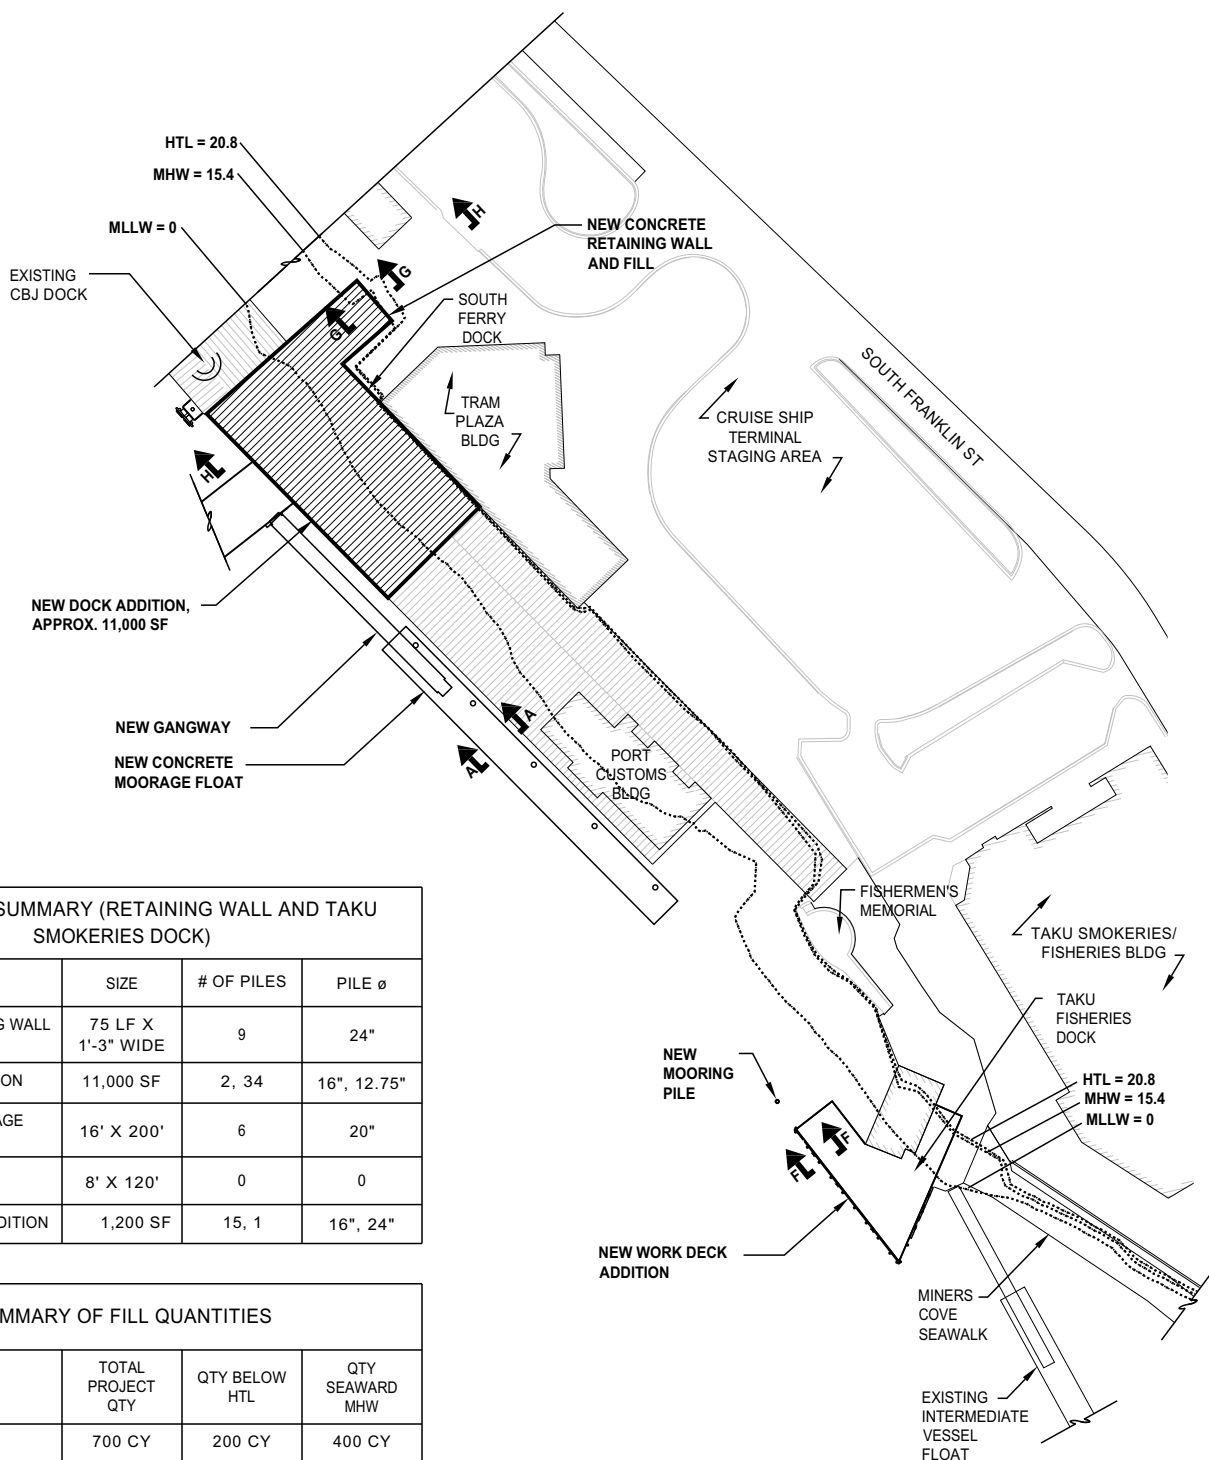 HTL = 20.8
MHW = 15.4
MLLW = 0
EXISTING
CBJ DOCK
H
G
G
NEW CONCRETE
RETAINING WALL
AND FILL
SOUTH
FERRY
DOCK
TRAM
PLAZA
BLDG
CRUISE SHIP
TERMINAL
STAGING AREA
SOUTH FRANKLIN ST
H
NEW DOCK ADDITION,
APPROX. 11,000 SF
NEW GANGWAY
NEW CONCRETE
MOORAGE FLOAT
A
A
PORT
CUSTOMS
BLDG
FISHERMEN'S
MEMORIAL
TAKU SMOKERIES/
FISHERIES BLDG
TAKU
FISHERIES
DOCK
NEW
MOORING
PILE
HTL = 20.8
MHW = 15.4
MLLW = 0
F
F
NEW WORK DECK
ADDITION
MINERS
COVE
SEAWALK
EXISTING
INTERMEDIATE
VESSEL
FLOAT
SUMMARY (RETAINING WALL AND TAKU
SMOKERIES DOCK)
SIZE # OF PILES PILE ø
G WALL 75 LF X 1'-3" WIDE 9 24"
ON 11,000 SF 2, 34 16", 12.75"
AGE 16' X 200' 6 20"
8' X 120' 0 0
DITION 1,200 SF 15, 1 16", 24"
MMARY OF FILL QUANTITIES
TOTAL PROJECT QTY QTY BELOW HTL QTY SEAWARD MHW
700 CY 200 CY 400 CY